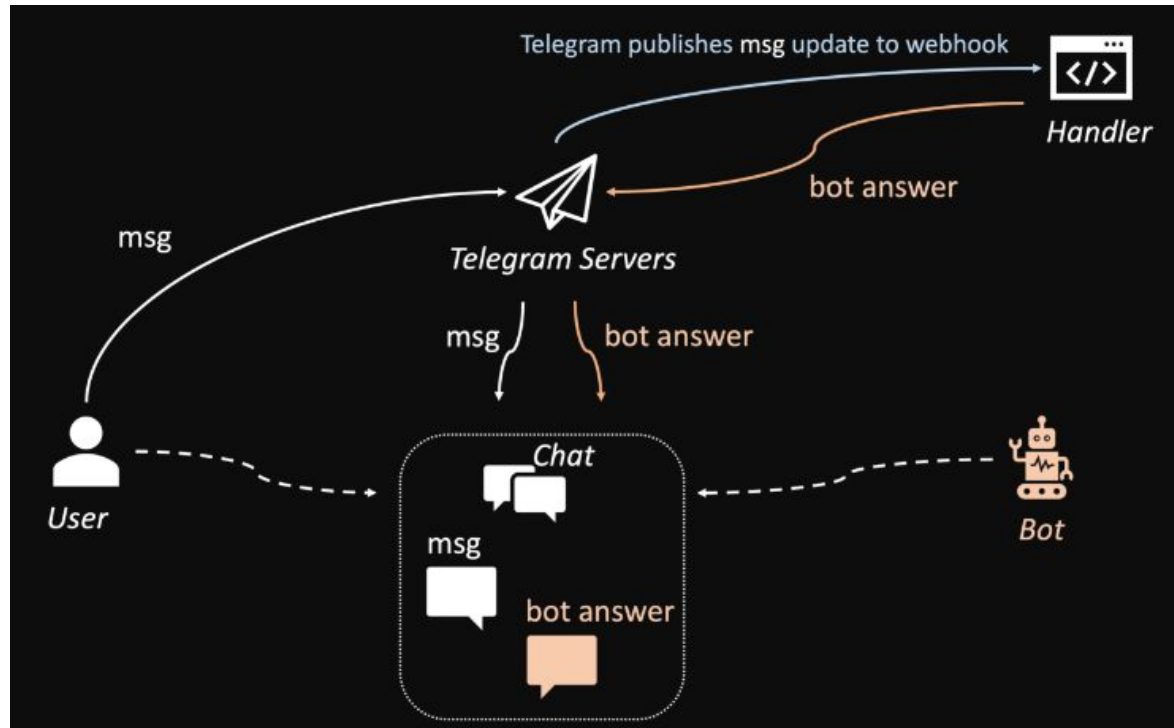 Telegram publishes msg update to webhook
</>
Handler
bot answer
msg
Telegram Servers
msg
bot answer
Chat
User
Bot
msg
bot answer